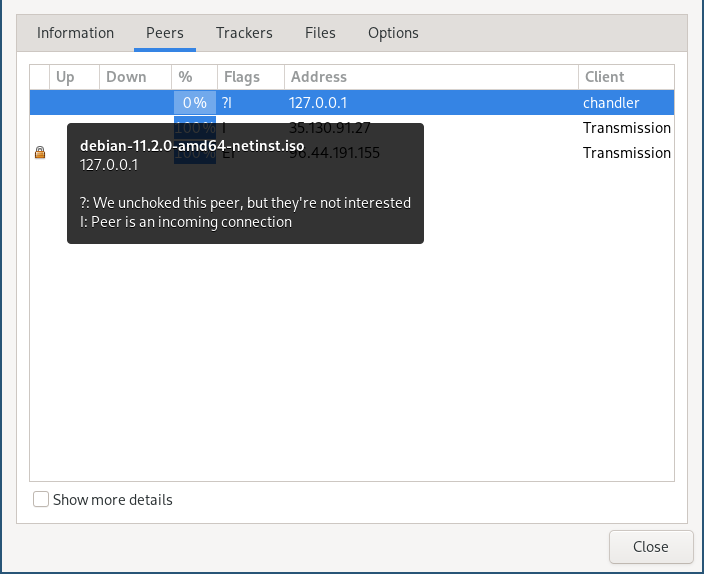 Information Peers Trackers Files Options
Up Down % Flags Address Client
0% ?I 127.0.0.1 chandler
100% I 35.130.91.27 Transmission
100% EI 96.44.191.155 Transmission
debian-11.2.0-amd64-netinst.iso
127.0.0.1
?: We unchoked this peer, but they're not interested
I: Peer is an incoming connection
Show more details
Close